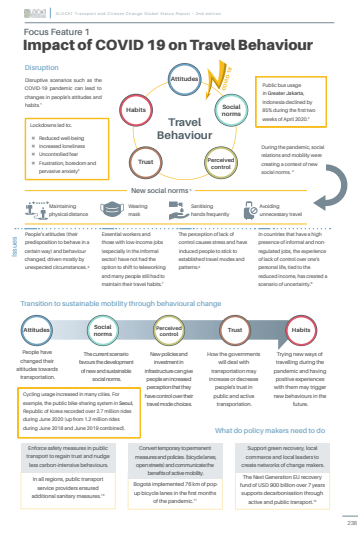 SLOCAT Transport and Climate Change Global Status Report – 2nd edition
Focus Feature 1
Impact of COVID 19 on Travel Behaviour
Disruption
Disruptive scenarios such as the
COVID-19 pandemic can lead to
changes in people's attitudes and
habits.
Lockdowns led to:
Reduced well-being
Increased loneliness
Uncontrolled fear
Frustration, boredom and
pervasive anxiety
Attitudes
COVID 19
Habits
Social
norms
Travel
Behaviour
Trust
Perceived
control
Public bus usage
in Greater Jakarta,
Indonesia declined by
85% during the first two
weeks of April 2020.
During the pandemic, social
relations and mobility were
creating a context of new
social norms.
New social norms
Maintaining
physical distance
Wearing
mask
Sanitising
hands frequently
Avoiding
unnecessary travel
Issues
People's attitudes (their
predisposition to behave in a
certain way) and behaviour
changed, driven mostly by
unexpected circumstances.
Essential workers and
those with low-income jobs
(especially in the informal
sector) have not had the
option to shift to teleworking
and many people still had to
maintain their travel habits.
The perception of lack of
control causes stress and have
induced people to stick to
established travel modes and
patterns
In countries that have a high
presence of informal and non-
regulated jobs, the experience
of lack of control over one's
personal life, tied to the
reduced income, has created a
scenario of uncertainty.
Transition to sustainable mobility through behavioural change
Attitudes
Social
norms
Perceived
control
Trust
Habits
People have
changed their
attitudes towards
transportation.
The current scenario
favours the development
of new and sustainable
social norms.
New policies and
investment in
infrastructure can give
people an increased
perception that they
have control over their
travel mode choices.
How the governments
will deal with
transportation may
increase or decrease
people's trust in
public and active
transportation.
Trying new ways of
travelling during the
pandemic and having
positive experiences
with them may trigger
new behaviours in the
future.
Cycling usage increased in many cities. For
example, the public bike-sharing system in Seoul,
Republic of Korea recorded over 2.7 million rides
during June 2020 (up from 1.2 million rides
during June 2018 and June 2019 combined).
What do policy makers need to do
Enforce safety measures in public
transport to regain trust and nudge
less carbon-intensive behaviours.
Convert temporary to permanent
measures and policies (bicycle lanes,
open streets) and communicate the
benefits of active mobility.
Support green recovery, local
commerce and local leaders to
create networks of change makers.
In all regions, public transport
service providers ensured
additional sanitary measures.
Bogotá implemented 76 km of pop-
up bicycle lanes in the first months
of the pandemic.
The Next Generation EU recovery
fund of USD 900 billion over 7 years
supports decarbonisation through
active and public transport.
238